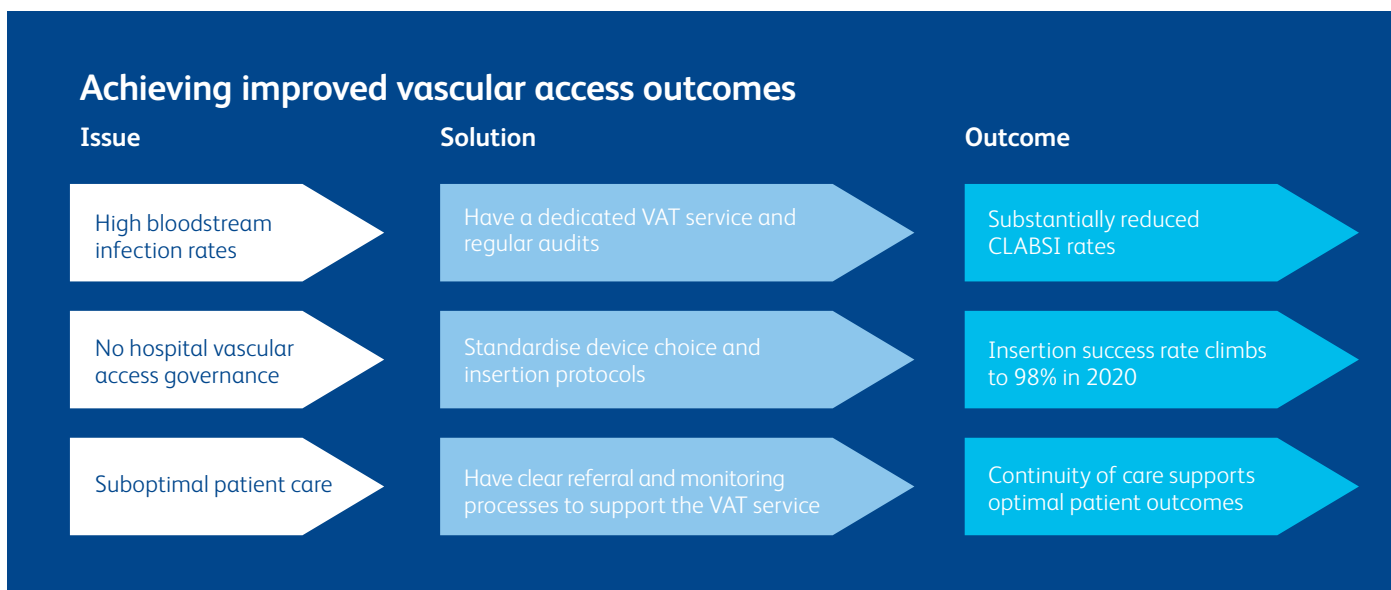 Achieving improved vascular access outcomes
Issue
Solution
Outcome
High bloodstream
infection rates
Have a dedicated VAT service and
regular audits
Substantially reduced
CLABSI rates
No hospital vascular
access governance
Standardise device choice and
insertion protocols
Insertion success rate climbs
to 98% in 2020
Suboptimal patient care
Have clear referral and monitoring
processes to support the VAT service
Continuity of care supports
optimal patient outcomes